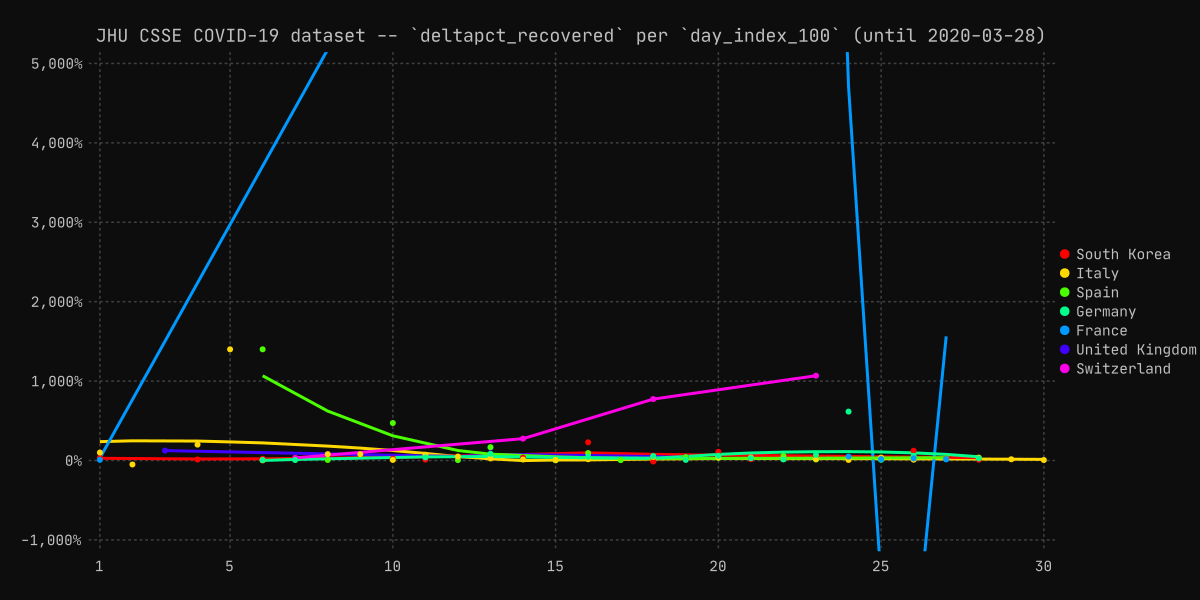 JHU CSSE COVID-19 dataset -- `deltapct_recovered` per `day_index_100` (until 2020-03-28)
5,000%
4,000%
3,000%
2,000%
1,000%
0%
-1,000%
1 5 10 15 20 25 30
South Korea
Italy
Spain
Germany
France
United Kingdom
Switzerland